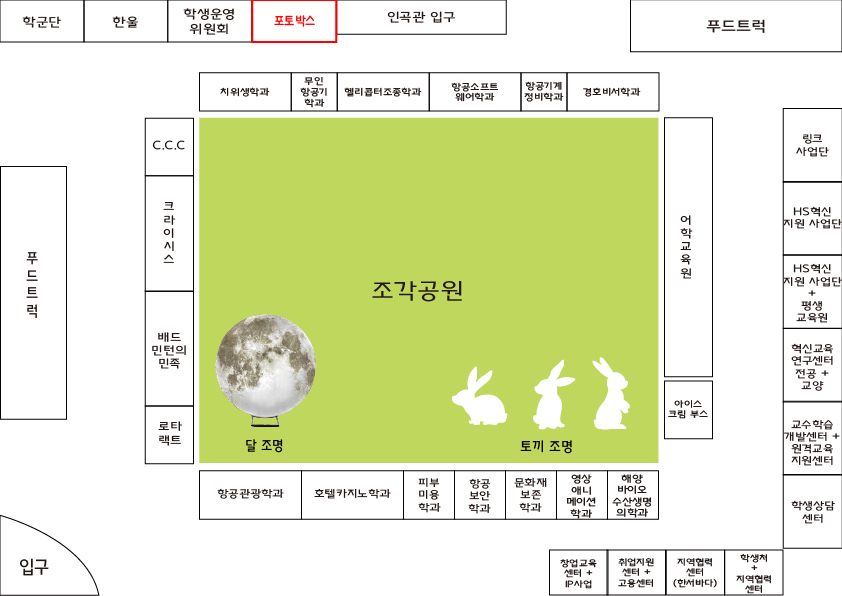 학군단
한울
학생운영
위원회
포토박스
인곡관 입구
푸드트럭
치위생학과
무인
항공기
학과
헬리콥터조종학과
항공소프트
웨어학과
항공기계
정비학과
경호비서학과
C.C.C
크
라
이
시
스
배드
민턴의
민족
로타
랙트
푸
드
트
럭
조각공원
달 조명
토끼 조명
어
학
교
육
원
아이스
크림 부스
링크
사업단
HS혁신
지원 사업단
HS혁신
지원 사업단
+
평생
교육원
혁신교육
연구센터
전공 +
교양
교수학습
개발센터 +
원격교육
지원센터
학생상담
센터
항공관광학과
호텔카지노학과
피부
미용
학과
항공
보안
학과
문화재
보존
학과
영상
애니
메이션
학과
해양
바이오
수산생명
의학과
입구
창업교육
센터 +
IP사업
취업지원
센터 +
고용센터
지역협력
센터
(한서바다)
학생처
+
지역협력
센터